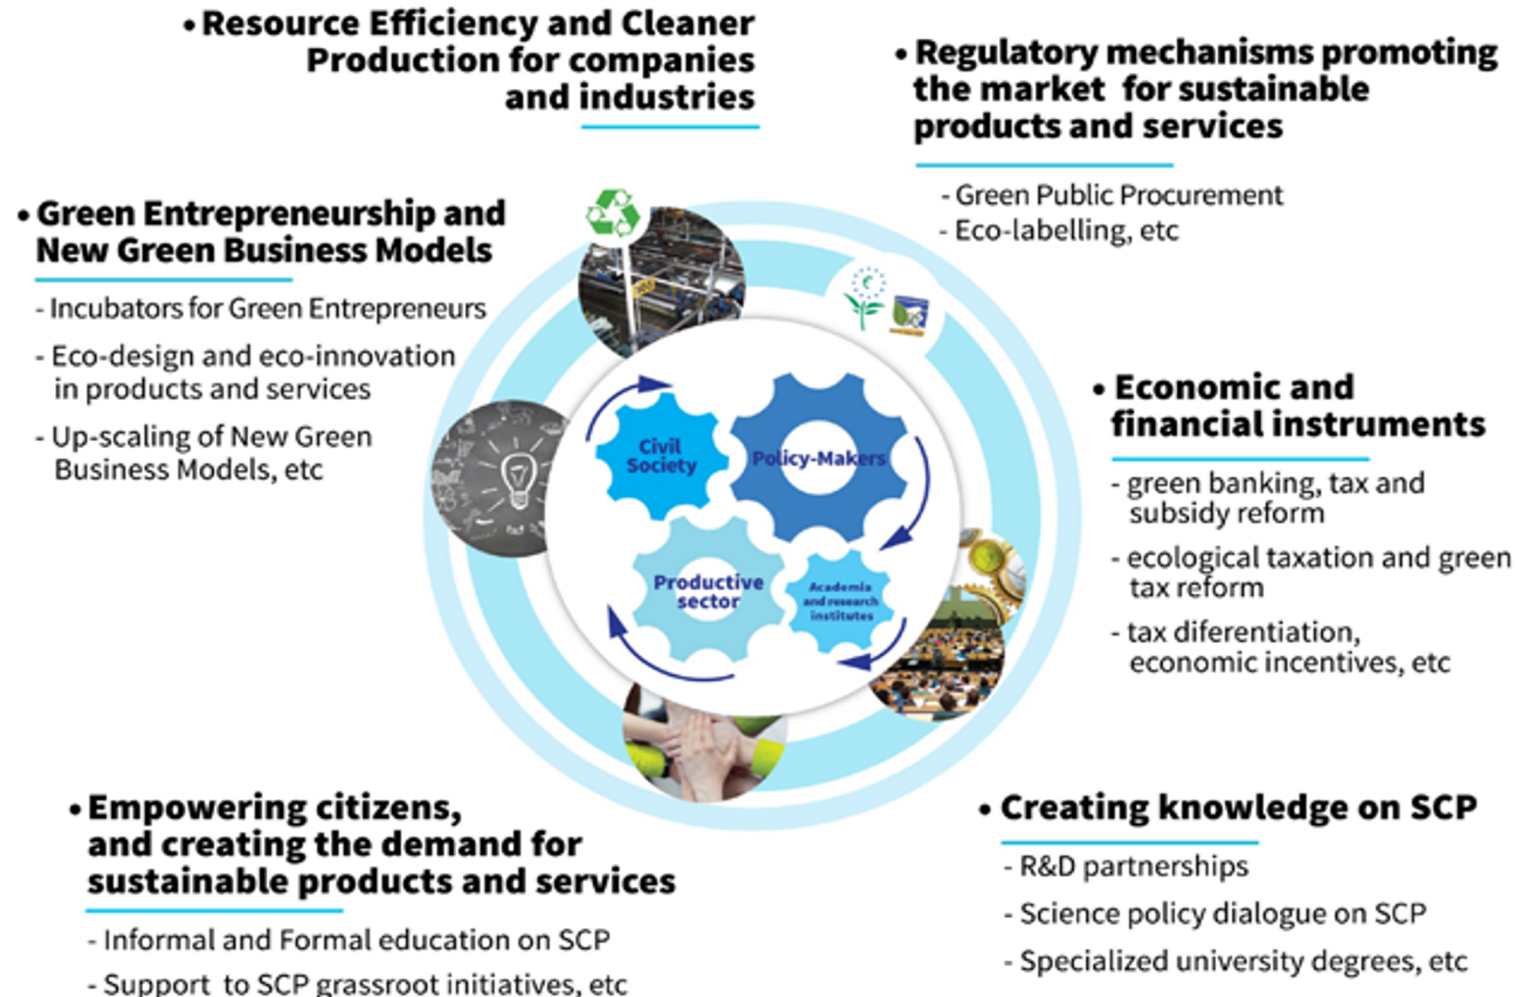 • Resource Efficiency and Cleaner
Production for companies
and industries
• Regulatory mechanisms promoting
the market for sustainable
products and services
- Green Public Procurement
- Eco-labelling, etc
• Green Entrepreneurship and
New Green Business Models
- Incubators for Green Entrepreneurs
- Eco-design and eco-innovation
in products and services
- Up-scaling of New Green
Business Models, etc
• Economic and
financial instruments
- green banking, tax and
subsidy reform
- ecological taxation and green
tax reform
- tax diferentiation,
economic incentives, etc
Civil
Society
Policy-Makers
Productive
sector
Academia
and research
institutes
• Empowering citizens,
and creating the demand for
sustainable products and services
- Informal and Formal education on SCP
- Support to SCP grassroot initiatives, etc
• Creating knowledge on SCP
- R&D partnerships
- Science policy dialogue on SCP
- Specialized university degrees, etc